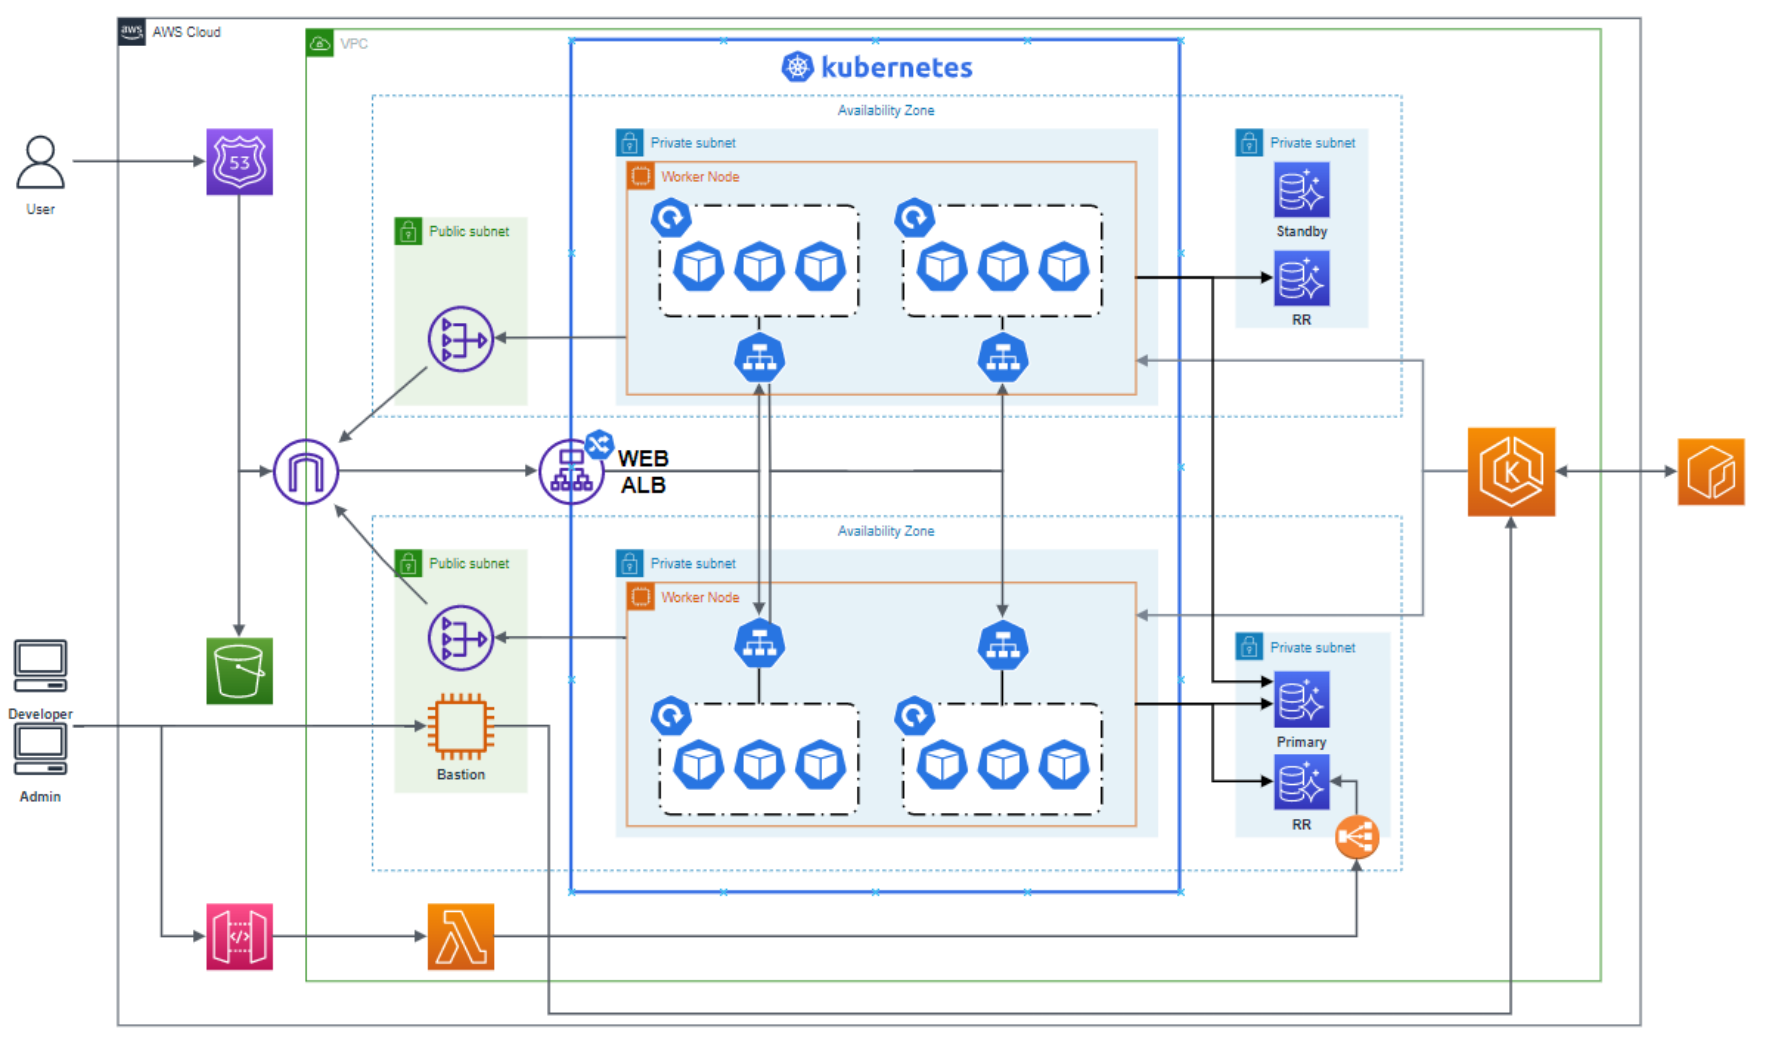 aws
AWS Cloud
VPC
kubernetes
Availability Zone
Private subnet
Private subnet
Worker Node
53
User
Public subnet
Standby
RR
WEB
ALB
K
Availability Zone
Public subnet
Private subnet
Worker Node
Private subnet
Developer
Primary
Bastion
Admin
RR
</>